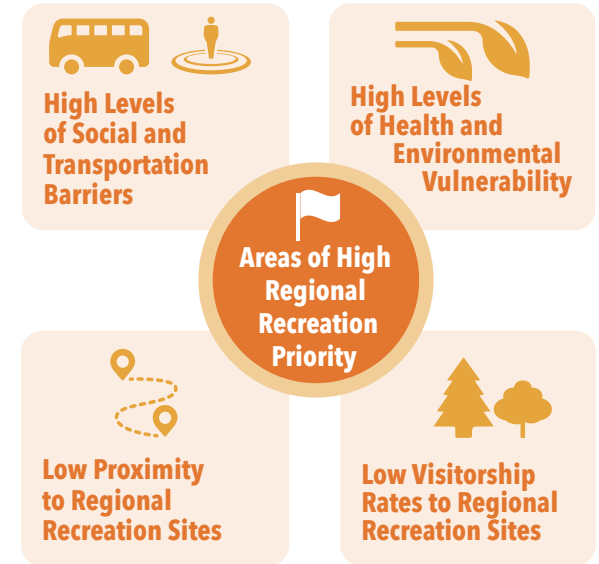 High Levels
of Social and
Transportation
Barriers
High Levels
of Health and
Environmental
Vulnerability
Areas of High
Regional
Recreation
Priority
Low Proximity
to Regional
Recreation Sites
Low Visitorship
Rates to Regional
Recreation Sites